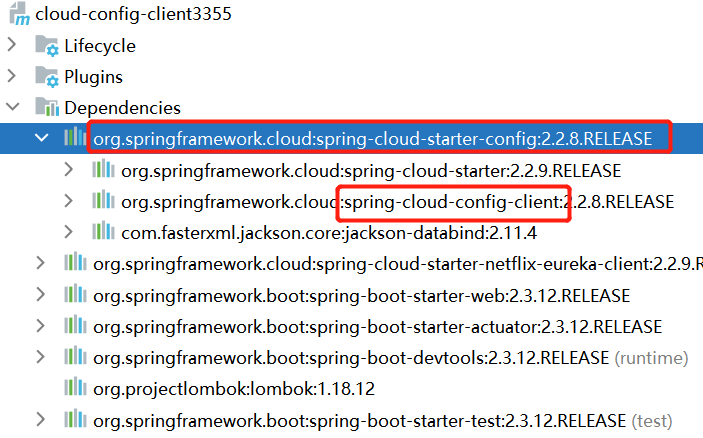 cloud-config-client3355
Lifecycle
Plugins
Dependencies
org.springframework.cloud:spring-cloud-starter-config:2.2.8.RELEASE
org.springframework.cloud:spring-cloud-starter:2.2.9.RELEASE
org.springframework.cloud:spring-cloud-config-client:2.2.8.RELEASE
com.fasterxml.jackson.core:jackson-databind:2.11.4
org.springframework.cloud:spring-cloud-starter-netflix-eureka-client:2.2.9.R
org.springframework.boot:spring-boot-starter-web:2.3.12.RELEASE
org.springframework.boot:spring-boot-starter-actuator:2.3.12.RELEASE
org.springframework.boot:spring-boot-devtools:2.3.12.RELEASE (runtime)
org.projectlombok:lombok:1.18.12
org.springframework.boot:spring-boot-starter-test:2.3.12.RELEASE (test)